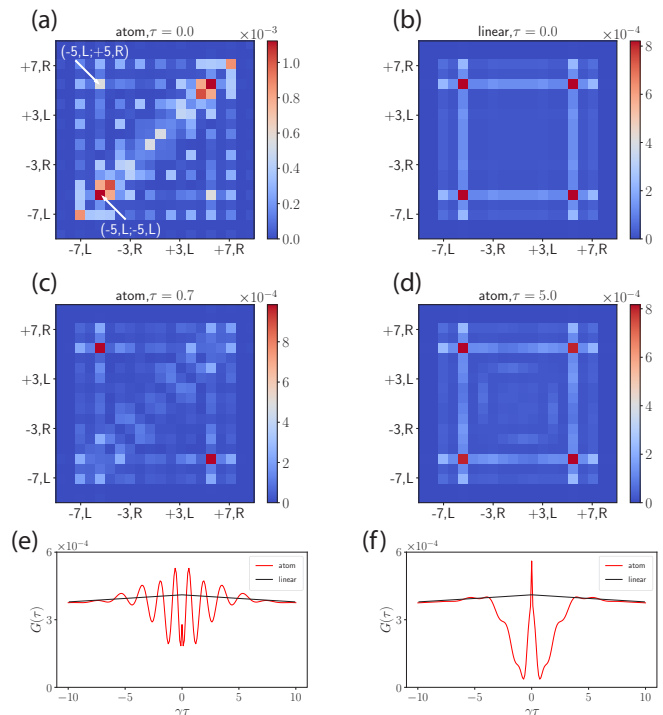 (a)
atom,τ = 0.0
×10⁻³
+7,R
+3,L
-3,R
-7,L
(-5,L;+5,R)
(-5,L;-5,L)
-7,L -3,R +3,L +7,R
1.0
0.8
0.6
0.4
0.2
0.0
(b)
linear,τ = 0.0
×10⁻⁴
+7,R
+3,L
-3,R
-7,L
-7,L -3,R +3,L +7,R
8
6
4
2
0
(c)
atom,τ = 0.7
×10⁻⁴
+7,R
+3,L
-3,R
-7,L
-7,L -3,R +3,L +7,R
8
6
4
2
0
(d)
atom,τ = 5.0
×10⁻⁴
+7,R
+3,L
-3,R
-7,L
-7,L -3,R +3,L +7,R
8
6
4
2
0
(e)
×10⁻⁴
6
3
0
G(τ)
atom
linear
−10 −5 0 5 10
γτ
(f)
×10⁻⁴
6
3
0
G(τ)
atom
linear
−10 −5 0 5 10
γτ